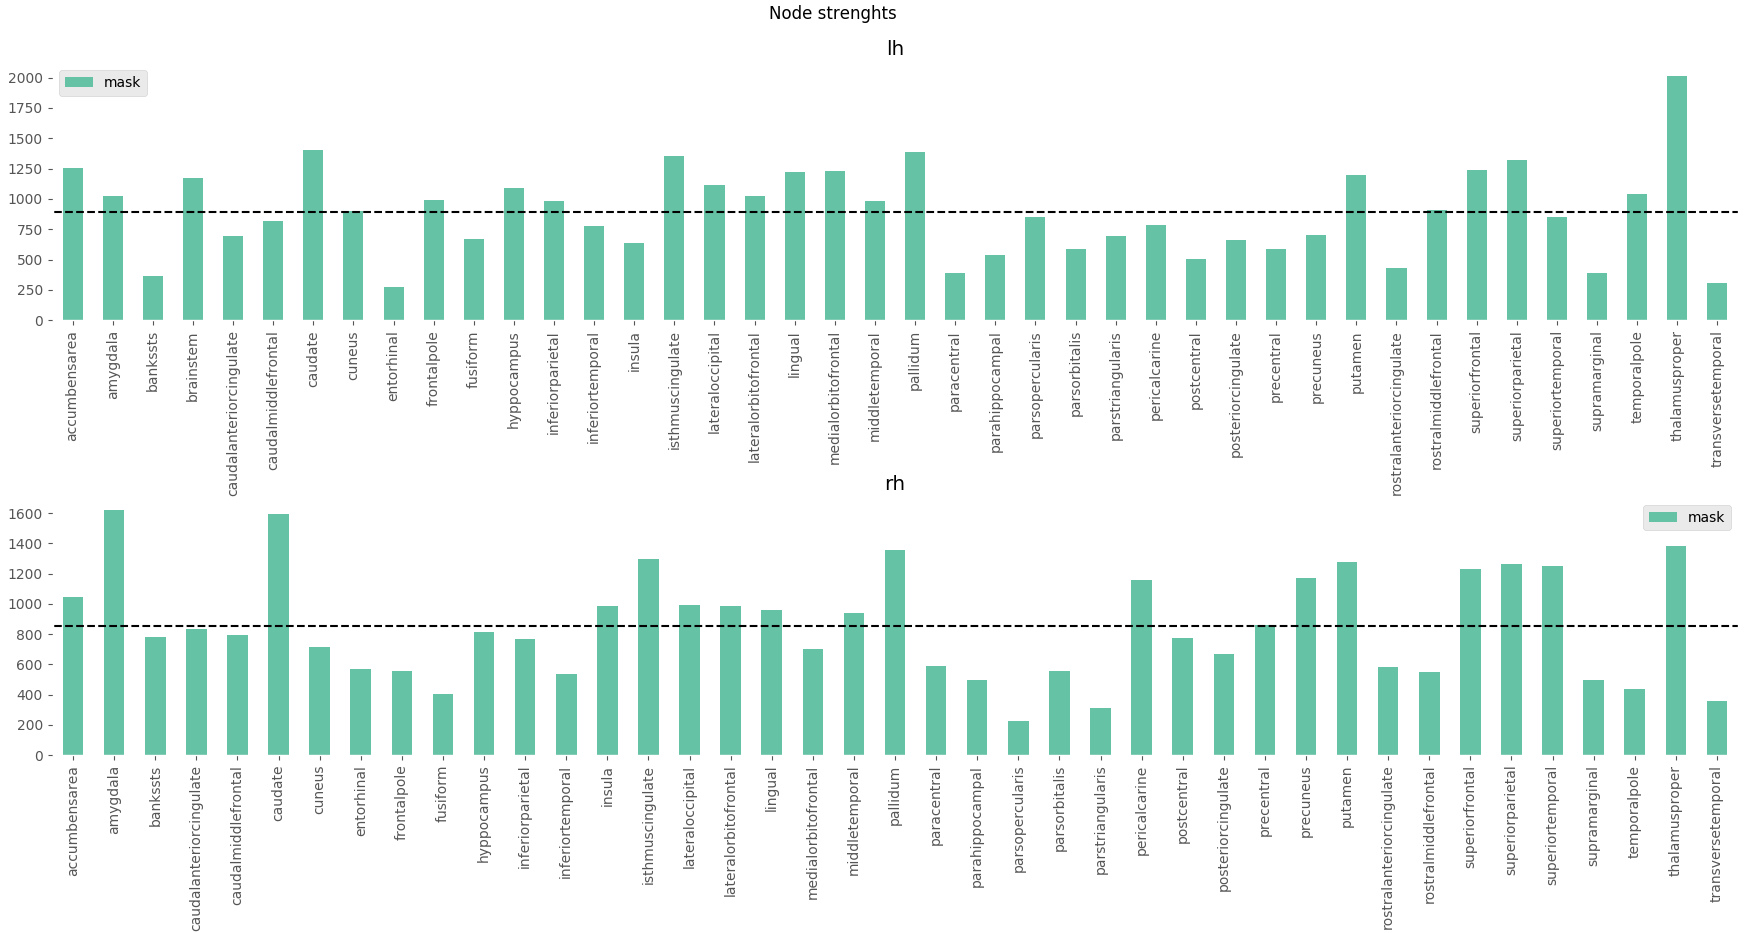 Node strenghts
lh
mask
2000
1750
1500
1250
1000
750
500
250
0
accumbensarea
amygdala
bankssts
brainstem
caudalanteriorcingulate
caudalmiddlefrontal
caudate
cuneus
entorhinal
frontalpole
fusiform
hyppocampus
inferiorparietal
inferiortemporal
insula
isthmuscingulate
lateraloccipital
lateralorbitofrontal
lingual
medialorbitofrontal
middletemporal
pallidum
paracentral
parahippocampal
parsopercularis
parsorbitalis
parstriangularis
pericalcarine
postcentral
posteriorcingulate
precentral
precuneus
putamen
rostralanteriorcingulate
rostralmiddlefrontal
superiorfrontal
superiorparietal
superiortemporal
supramarginal
temporalpole
thalamusproper
transversetemporal
rh
mask
1600
1400
1200
1000
800
600
400
200
0
accumbensarea
amygdala
bankssts
caudalanteriorcingulate
caudalmiddlefrontal
caudate
cuneus
entorhinal
frontalpole
fusiform
hyppocampus
inferiorparietal
inferiortemporal
insula
isthmuscingulate
lateraloccipital
lateralorbitofrontal
lingual
medialorbitofrontal
middletemporal
pallidum
paracentral
parahippocampal
parsopercularis
parsorbitalis
parstriangularis
pericalcarine
postcentral
posteriorcingulate
precentral
precuneus
putamen
rostralanteriorcingulate
rostralmiddlefrontal
superiorfrontal
superiorparietal
superiortemporal
supramarginal
temporalpole
thalamusproper
transversetemporal